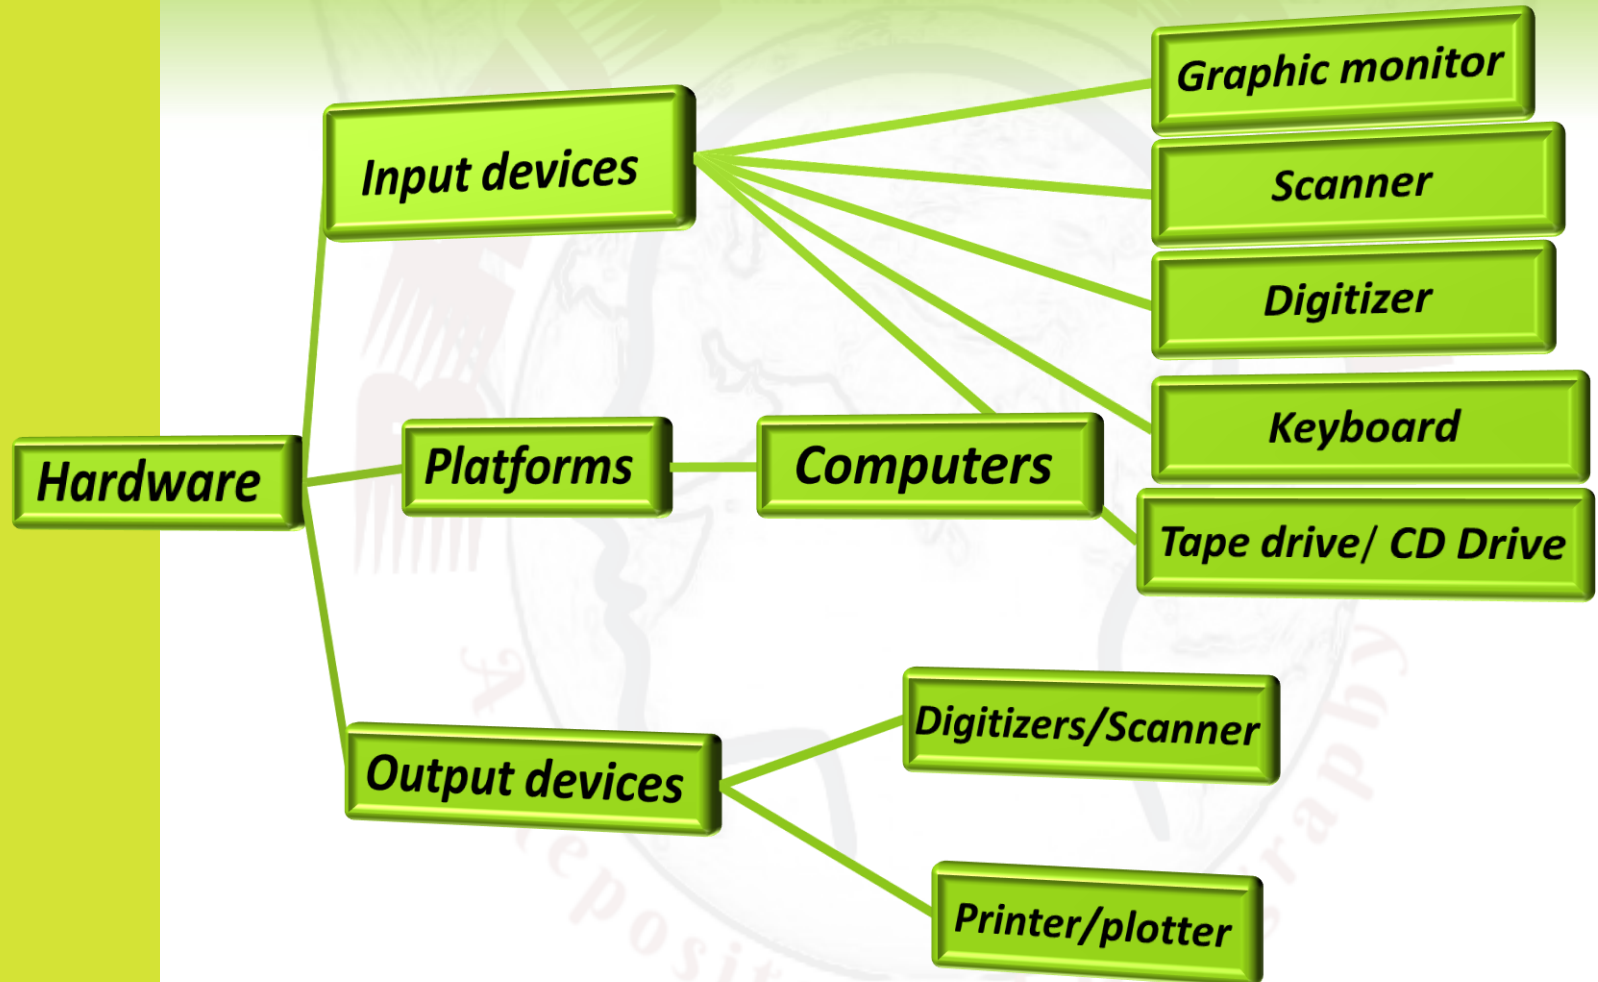 Graphic monitor
Input devices
Scanner
Digitizer
Keyboard
Hardware
Platforms
Computers
Tape drive/ CD Drive
Digitizers/Scanner
Output devices
Printer/plotter